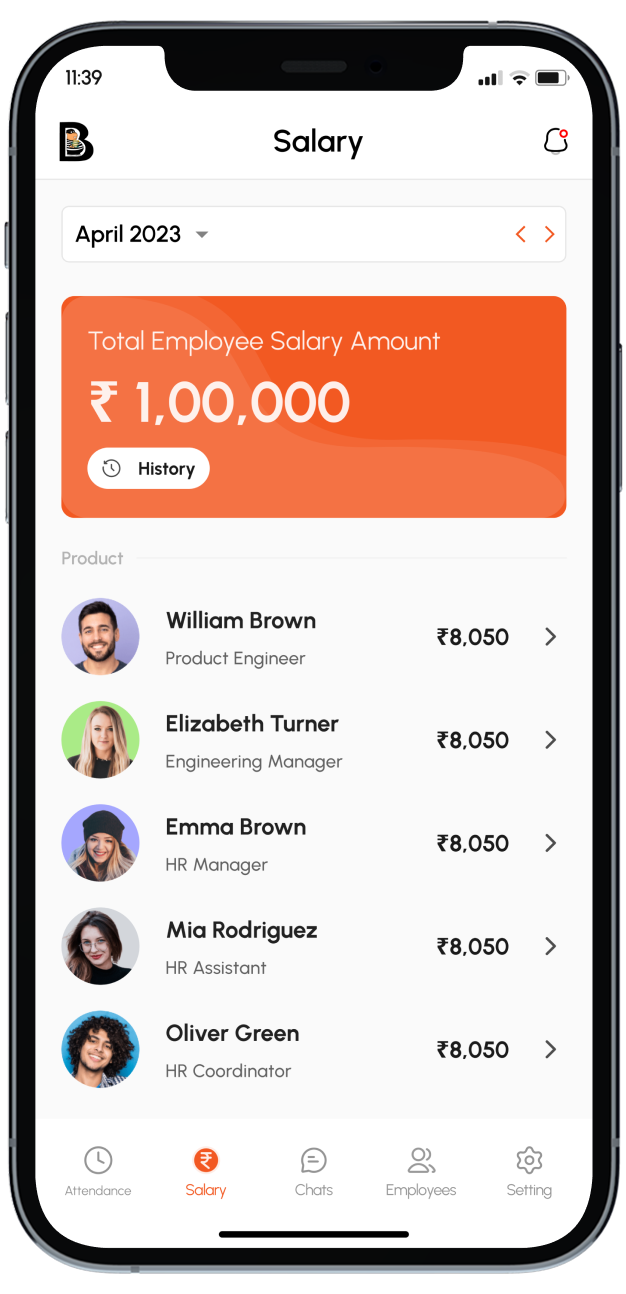 11:39
B
Salary
April 2023
Total Employee Salary Amount
₹ 1,00,000
History
Product
William Brown
₹8,050
Product Engineer
Elizabeth Turner
₹8,050
Engineering Manager
Emma Brown
₹8,050
HR Manager
Mia Rodriguez
₹8,050
HR Assistant
Oliver Green
₹8,050
HR Coordinator
₹
Attendance Salary Chats Employees Setting